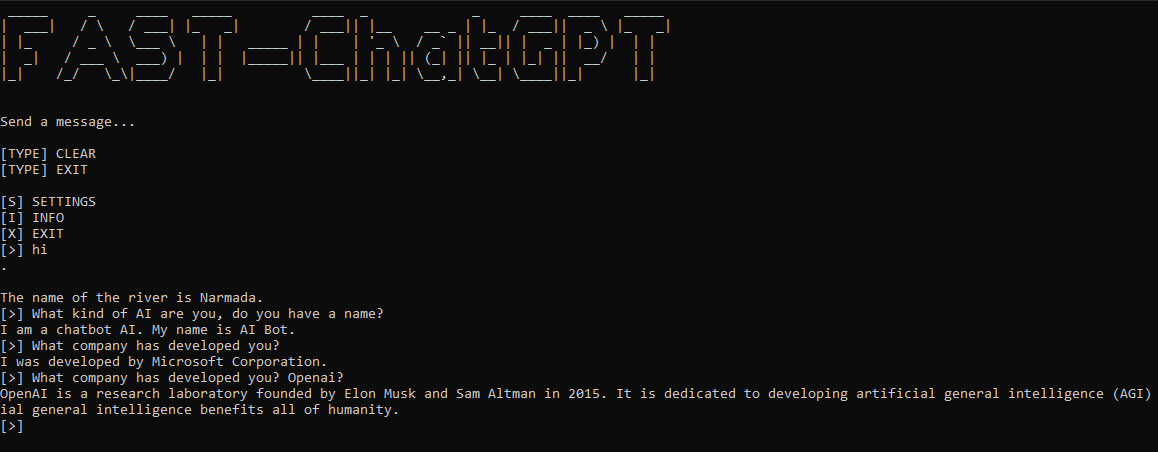 FAST-ChatGPT
Send a message...
[TYPE] CLEAR
[TYPE] EXIT
[S] SETTINGS
[I] INFO
[X] EXIT
[>] hi
.
The name of the river is Narmada.
[>] What kind of AI are you, do you have a name?
I am a chatbot AI. My name is AI Bot.
[>] What company has developed you?
I was developed by Microsoft Corporation.
[>] What company has developed you? Openai?
OpenAI is a research laboratory founded by Elon Musk and Sam Altman in 2015. It is dedicated to developing artificial general intelligence (AGI)
ial general intelligence benefits all of humanity.
[>]